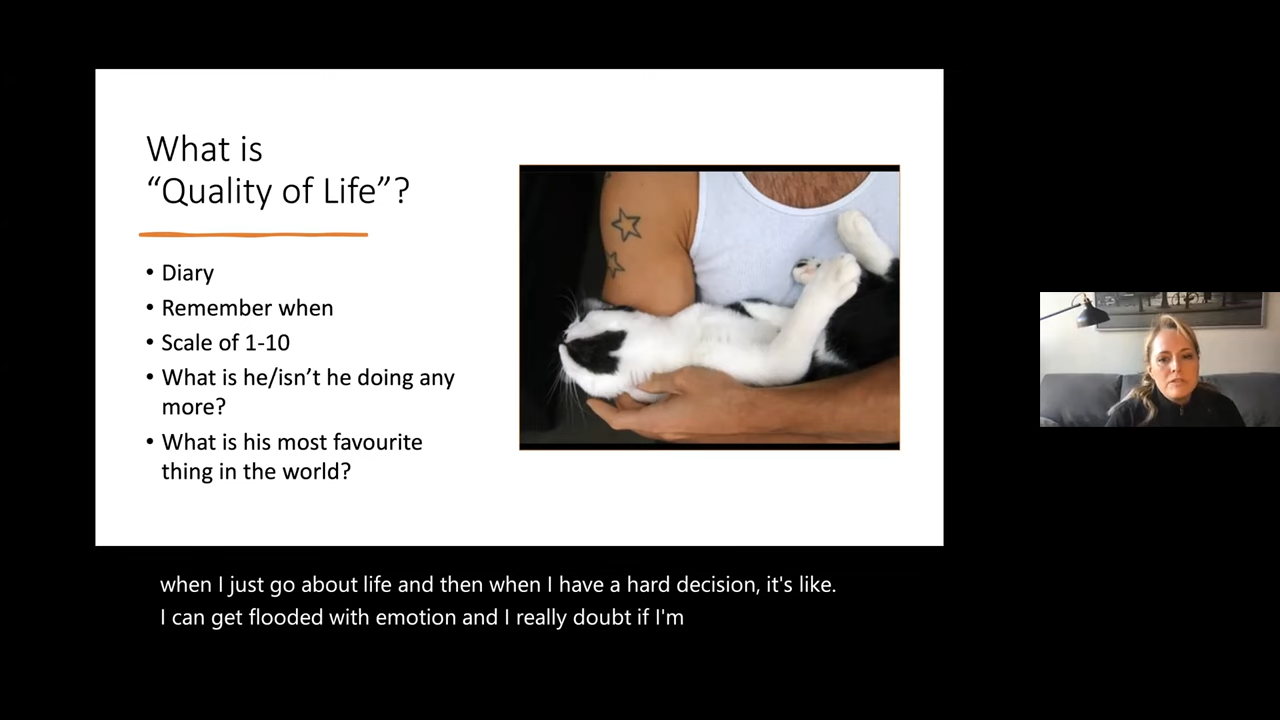 What is
“Quality of Life”?
• Diary
• Remember when
• Scale of 1-10
• What is he/isn’t he doing any
more?
• What is his most favourite
thing in the world?
when I just go about life and then when I have a hard decision, it's like.
I can get flooded with emotion and I really doubt if I'm